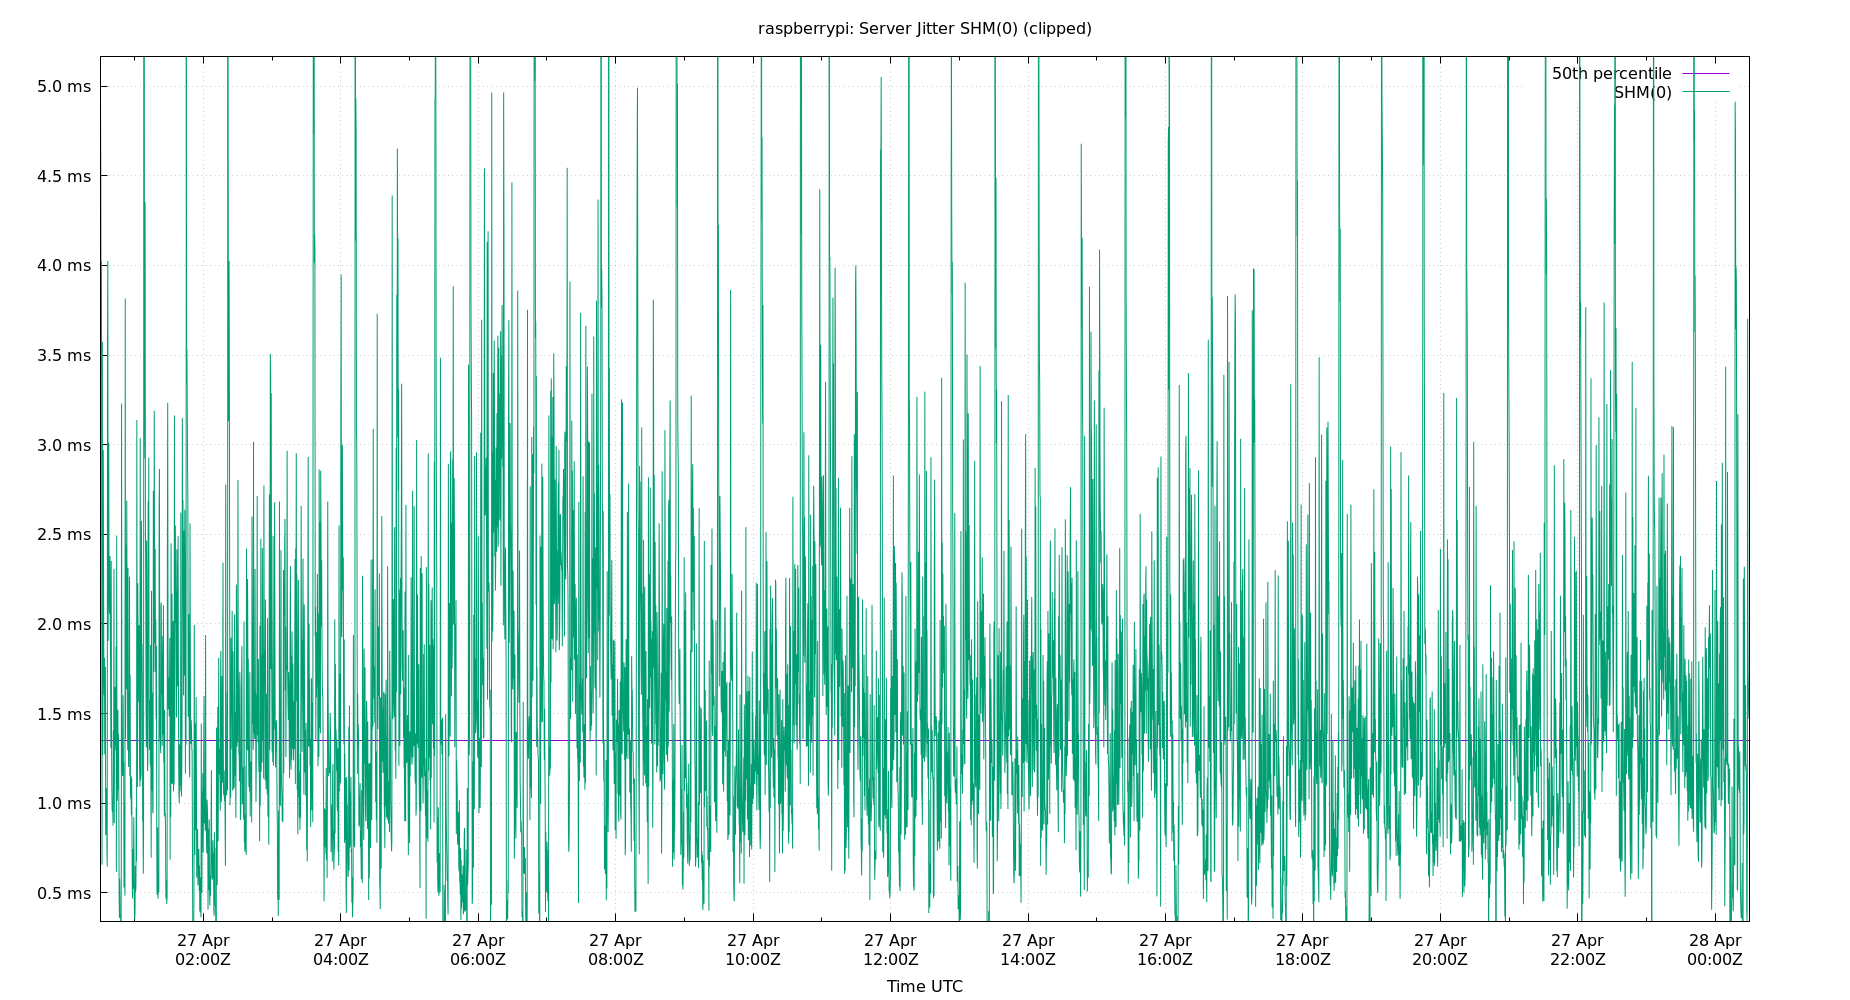 raspberrypi: Server Jitter SHM(0) (clipped)
50th percentile
SHM(0)
5.0 ms
4.5 ms
4.0 ms
3.5 ms
3.0 ms
2.5 ms
2.0 ms
1.5 ms
1.0 ms
0.5 ms
27 Apr 27 Apr 27 Apr 27 Apr 27 Apr 27 Apr 27 Apr 27 Apr 27 Apr 27 Apr 27 Apr 28 Apr
02:00Z 04:00Z 06:00Z 08:00Z 10:00Z 12:00Z 14:00Z 16:00Z 18:00Z 20:00Z 22:00Z 00:00Z
Time UTC